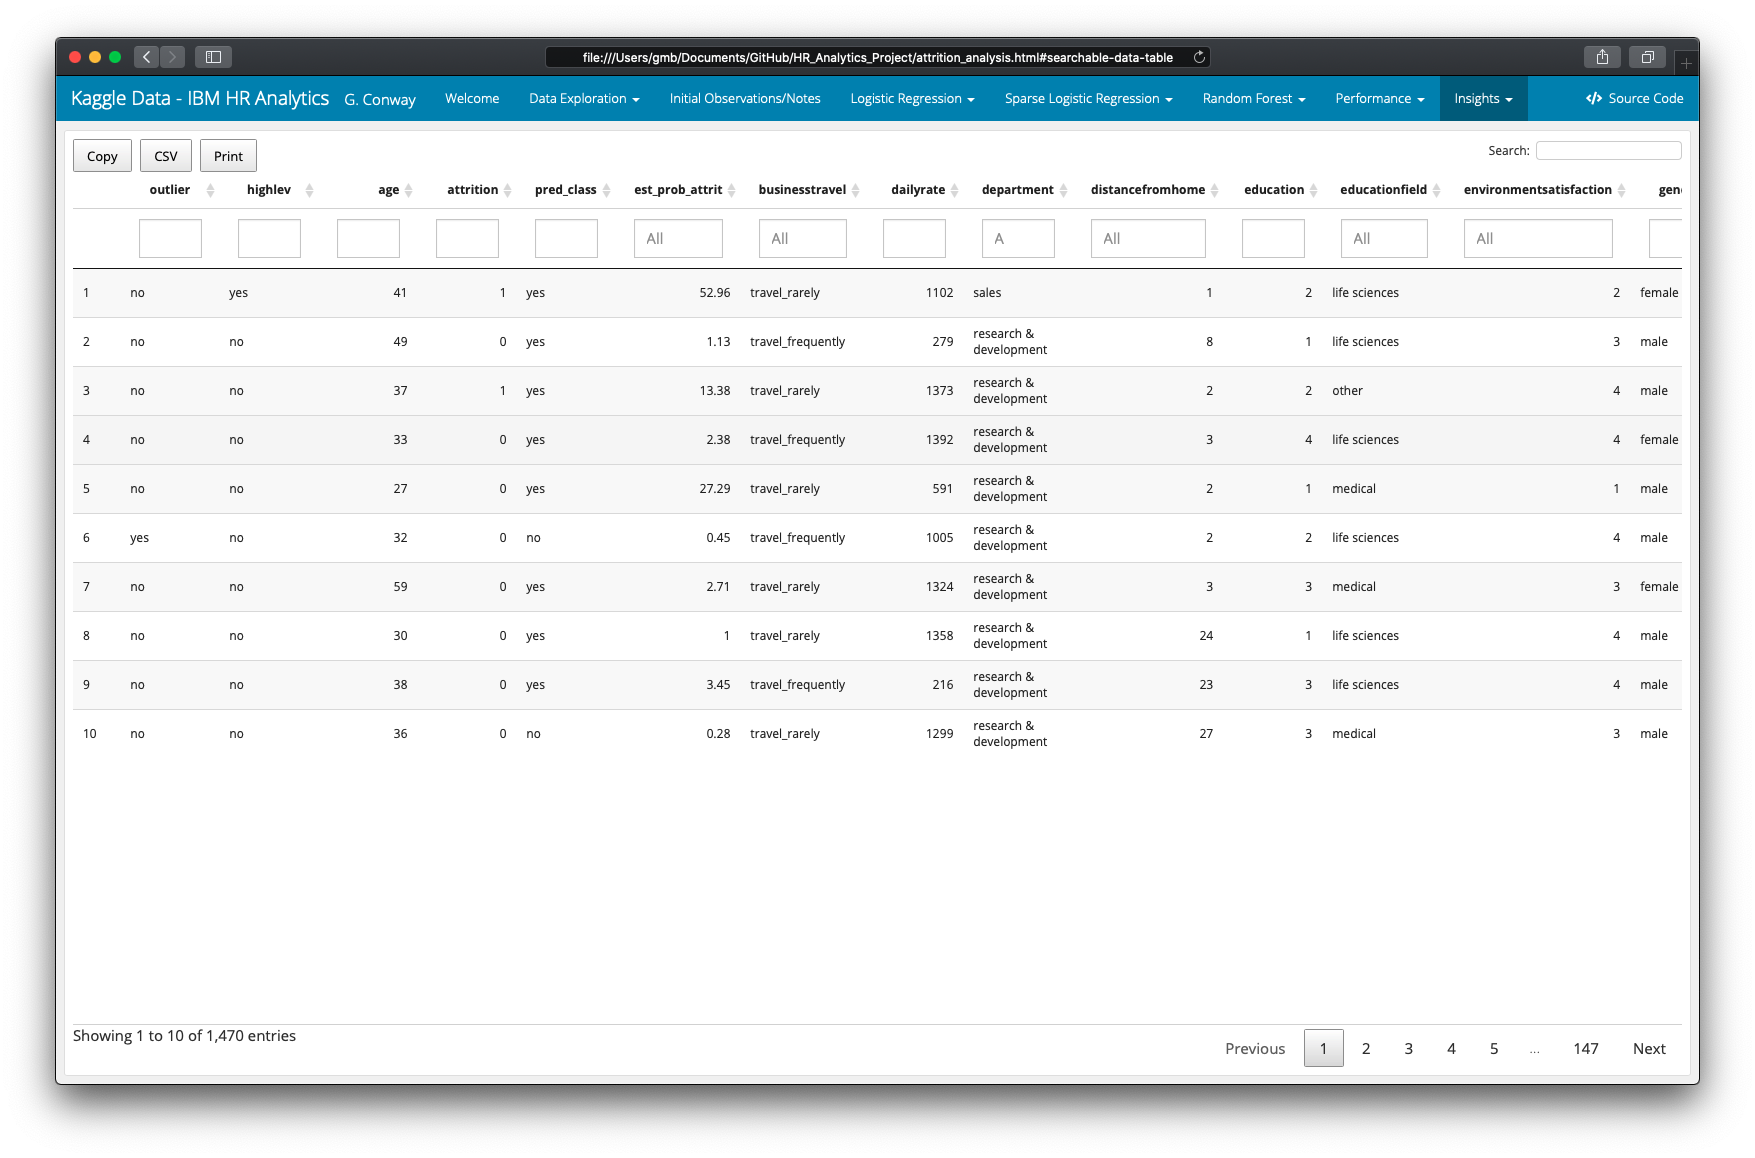 file:///Users/gmb/Documents/GitHub/HR_Analytics_Project/attrition_analysis.html#searchable-data-table
Kaggle Data - IBM HR Analytics G. Conway Welcome Data Exploration Initial Observations/Notes Logistic Regression Sparse Logistic Regression Random Forest Performance Insights </> Source Code
Copy CSV Print Search:
outlier highlev age attrition pred_class est_prob_attrit businesstravel dailyrate department distancefromhome education educationfield environmentsatisfaction gen
All All A All All All
1 no yes 41 1 yes 52.96 travel_rarely 1102 sales 1 2 life sciences 2 female
2 no no 49 0 yes 1.13 travel_frequently 279 research & development 8 1 life sciences 3 male
3 no no 37 1 yes 13.38 travel_rarely 1373 research & development 2 2 other 4 male
4 no no 33 0 yes 2.38 travel_frequently 1392 research & development 3 4 life sciences 4 female
5 no no 27 0 yes 27.29 travel_rarely 591 research & development 2 1 medical 1 male
6 yes no 32 0 no 0.45 travel_frequently 1005 research & development 2 2 life sciences 4 male
7 no no 59 0 yes 2.71 travel_rarely 1324 research & development 3 3 medical 3 female
8 no no 30 0 yes 1 travel_rarely 1358 research & development 24 1 life sciences 4 male
9 no no 38 0 yes 3.45 travel_frequently 216 research & development 23 3 life sciences 4 male
10 no no 36 0 no 0.28 travel_rarely 1299 research & development 27 3 medical 3 male
Showing 1 to 10 of 1,470 entries
Previous 1 2 3 4 5 ... 147 Next